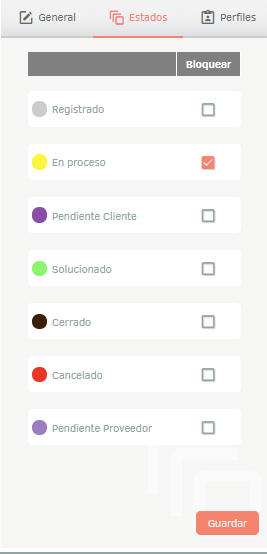 General Estados Perfiles
Bloquear
Registrado
En proceso
Pendiente Cliente
Solucionado
Cerrado
Cancelado
Pendiente Proveedor
Guardar